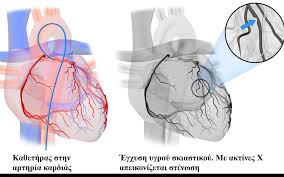 Καθετήρας στην
αρτηρία καρδιάς
Έγχυση υγρού σκιαστικού. Με ακτίνες Χ
απεικονίζεται στένωση